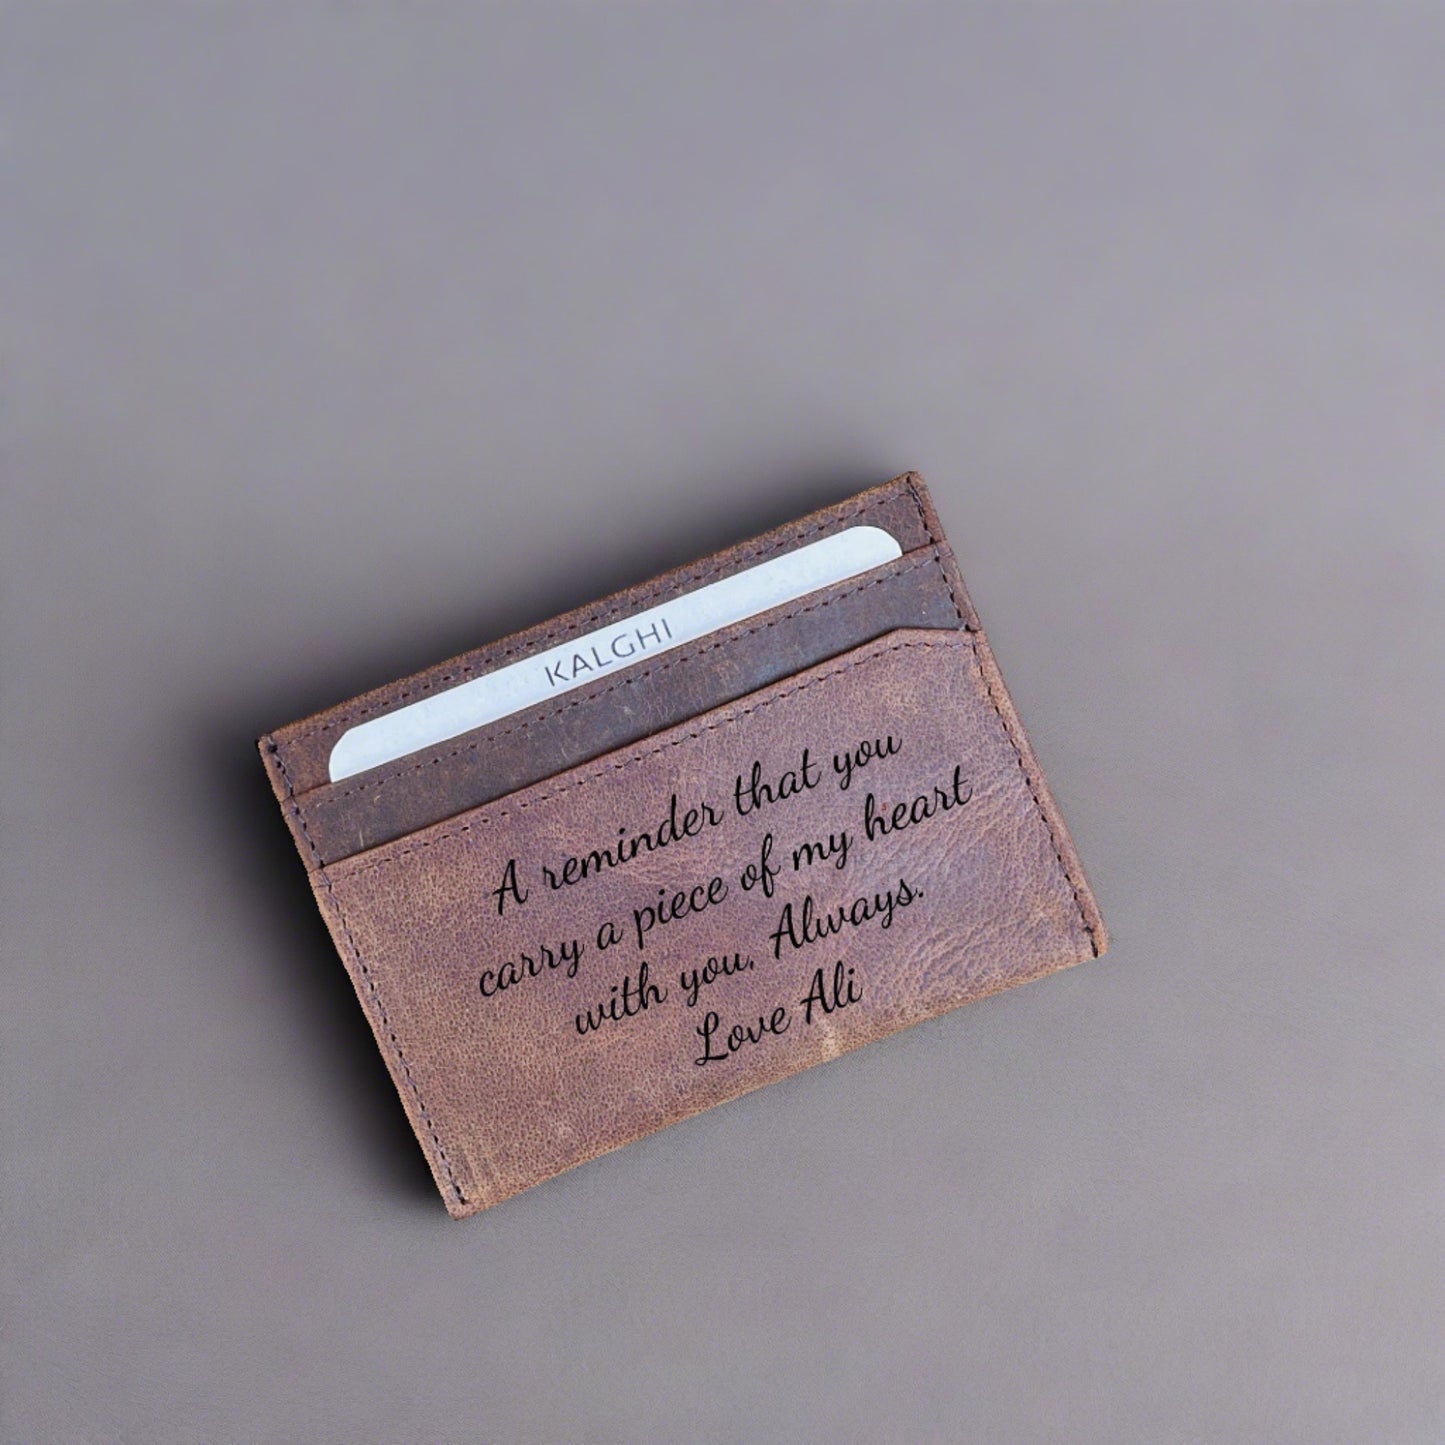 KALGHI
A reminder that you
carry a piece of my heart
with you. Always.
Love Ali